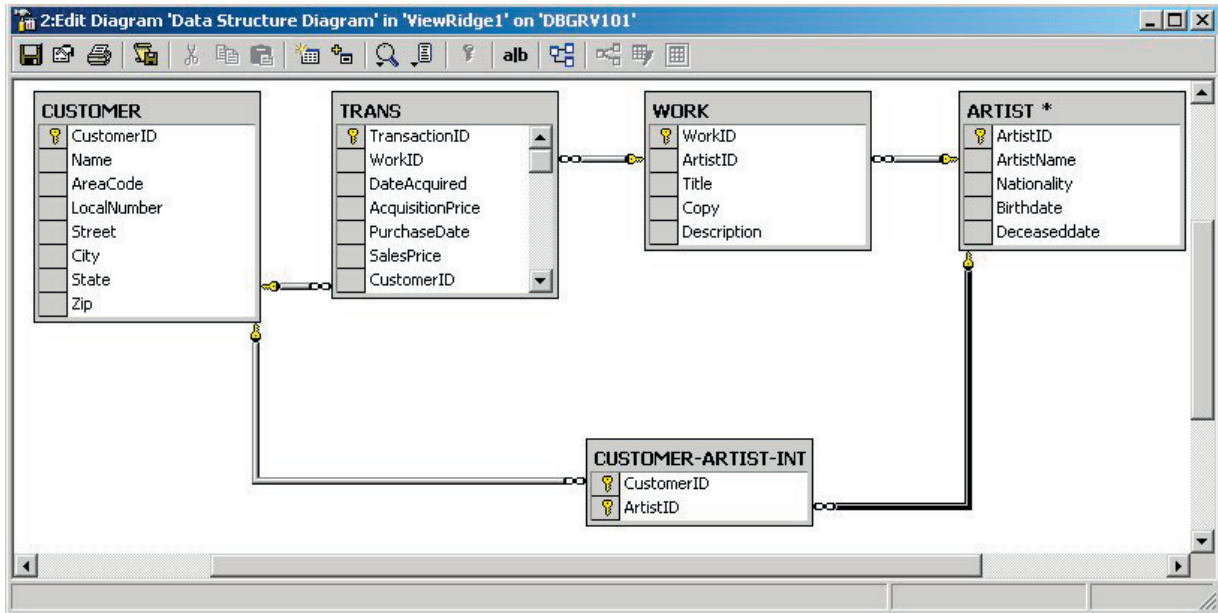 2:Edit Diagram 'Data Structure Diagram' in 'ViewRidge1' on 'DBGRV101'
a|b
CUSTOMER
CustomerID
Name
AreaCode
LocalNumber
Street
City
State
Zip
TRANS
TransactionID
WorkID
DateAcquired
AcquisitionPrice
PurchaseDate
SalesPrice
CustomerID
WORK
WorkID
ArtistID
Title
Copy
Description
ARTIST *
ArtistID
ArtistName
Nationality
Birthdate
Deceaseddate
CUSTOMER-ARTIST-INT
CustomerID
ArtistID